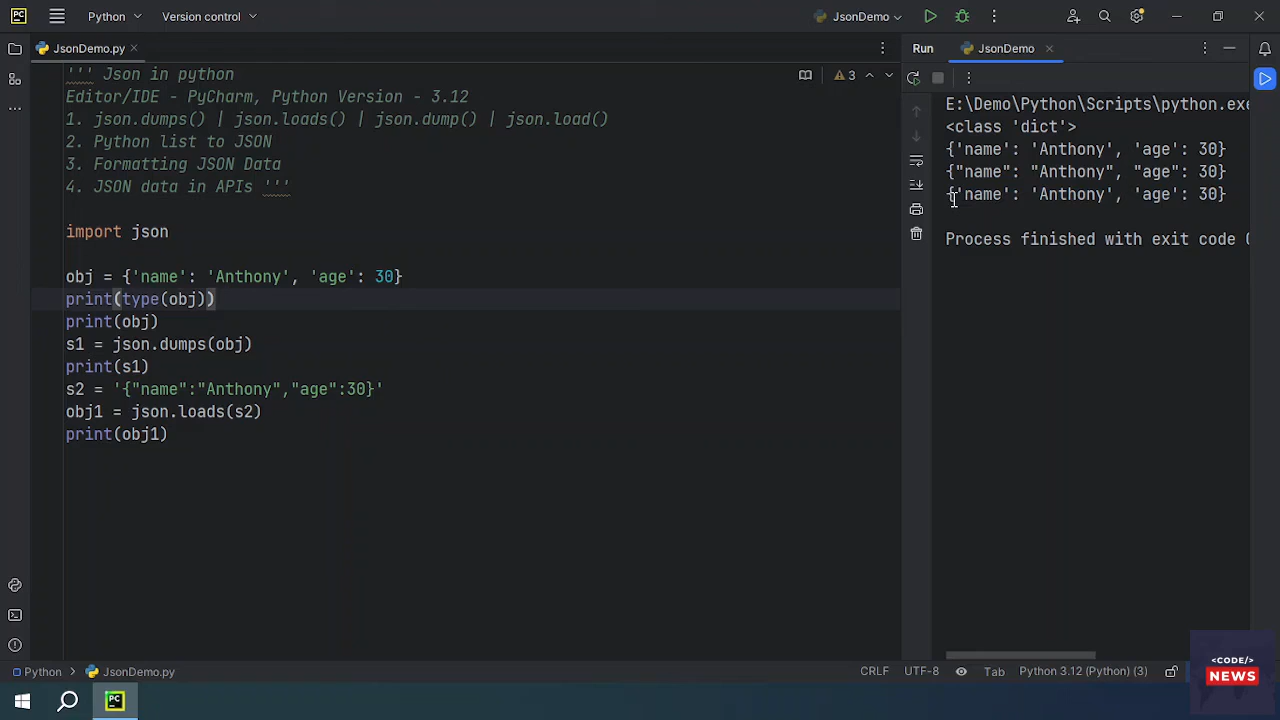 PC Python Version control JsonDemo
JsonDemo.py
Run JsonDemo
3
''' Json in python
Editor/IDE - PyCharm, Python Version - 3.12
1. json.dumps() | json.loads() | json.dump() | json.load()
2. Python list to JSON
3. Formatting JSON Data
4. JSON data in APIs '''
import json
obj = {'name': 'Anthony', 'age': 30}
print(type(obj))
print(obj)
s1 = json.dumps(obj)
print(s1)
s2 = '{"name":"Anthony","age":30}'
obj1 = json.loads(s2)
print(obj1)
E:\Demo\Python\Scripts\python.exe
<class 'dict'>
{'name': 'Anthony', 'age': 30}
{"name": "Anthony", "age": 30}
{'name': 'Anthony', 'age': 30}
Process finished with exit code
Python > JsonDemo.py
CRLF UTF-8 Tab Python 3.12 (Python) (3)
<CODE/>
NEWS
PC